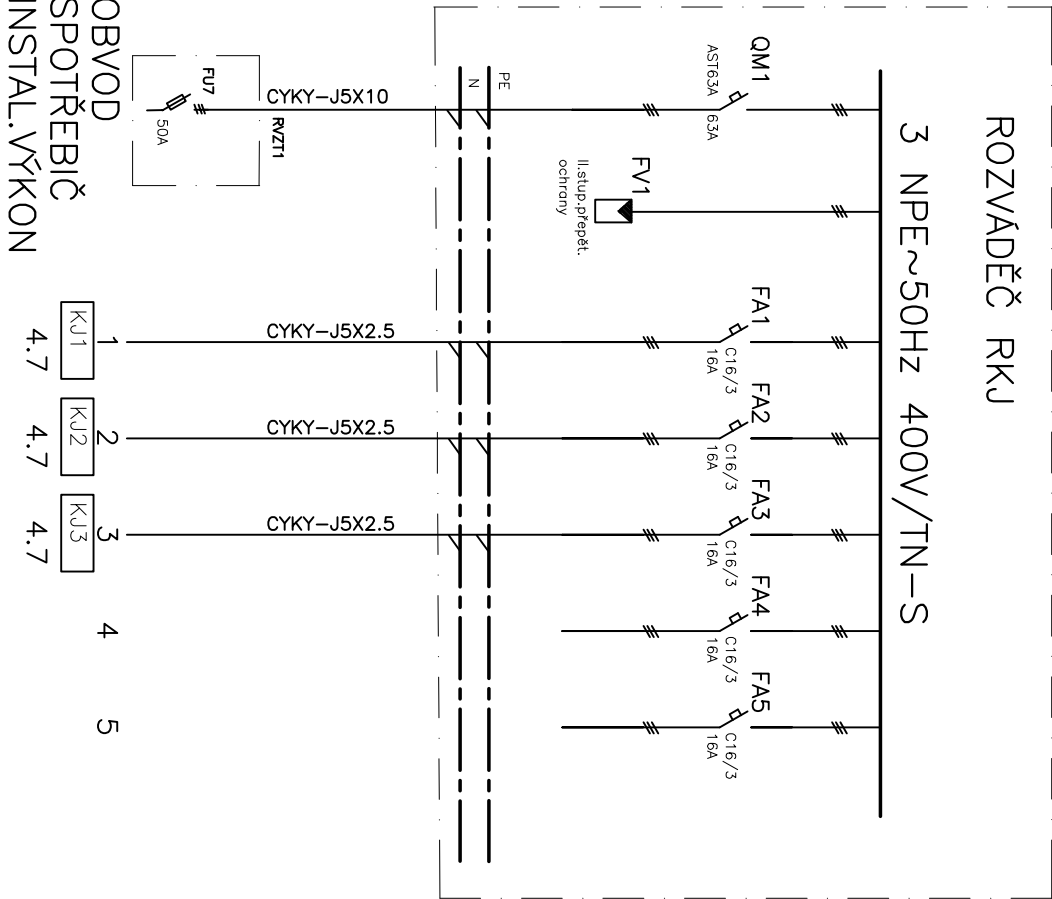 ROZVÁDĚČ RKJ
3 NPE~50Hz 400V/TN-S
QM1
AST63A
63A
FV1
II.stup.přepět.
ochrany
FA1
C16/3
16A
FA2
C16/3
16A
FA3
C16/3
16A
FA4
C16/3
16A
FA5
C16/3
16A
PE
N
CYKY-J5X10
CYKY-J5X2.5
CYKY-J5X2.5
CYKY-J5X2.5
RVZT1
FU7
50A
OBVOD
1
2
3
4
5
SPOTŘEBIČ
KJ1
KJ2
KJ3
INSTAL.VÝKON
4.7
4.7
4.7